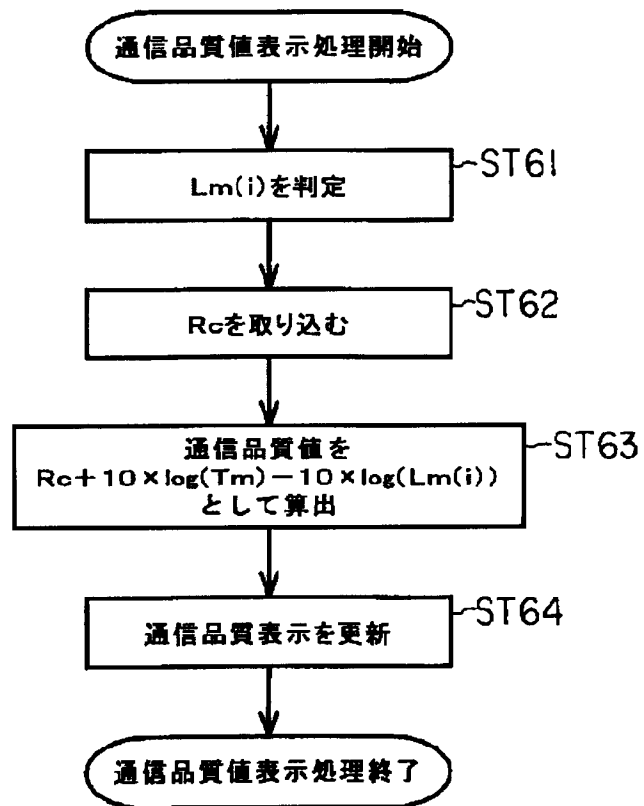 通信品質値表示処理開始
Lm(i)を判定
ST61
Rcを取り込む
ST62
通信品質値を
Rc+10×log(Tm)−10×log(Lm(i))
として算出
ST63
通信品質表示を更新
ST64
通信品質値表示処理終了